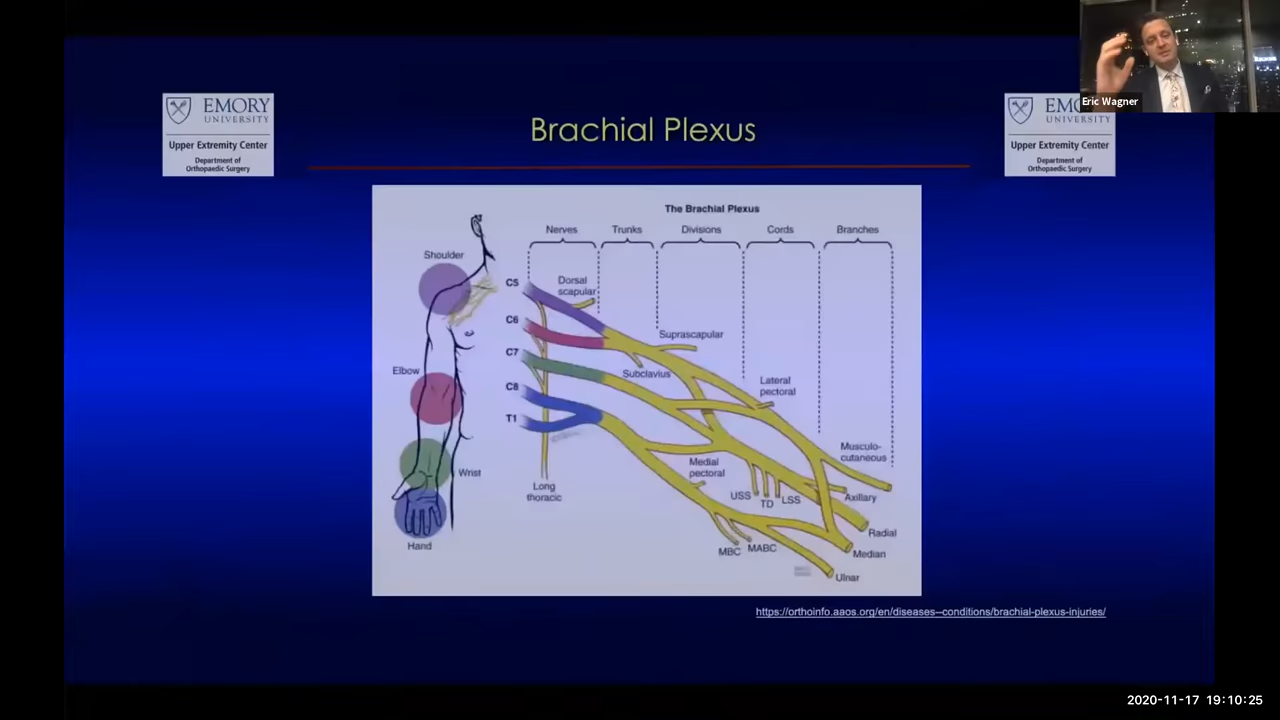 Eric Wagner
EMORY
UNIVERSITY
Upper Extremity Center
Department of
Orthopaedic Surgery
Brachial Plexus
EMO
UNIVERSITY
Upper Extremity Center
Department of
Orthopaedic Surgery
The Brachial Plexus
Nerves
Trunks
Divisions
Cords
Branches
Shoulder
Elbow
Wrist
Hand
C5
C6
C7
C8
T1
Dorsal
scapular
Suprascapular
Subclavius
Lateral
pectoral
Musculo-
cutaneous
Long
thoracic
Medial
pectoral
USS
TD
LSS
Axillary
Radial
MBC
MABC
Median
Ulnar
https://orthoinfo.aaos.org/en/diseases--conditions/brachial-plexus-injuries/
2020-11-17 19:10:25